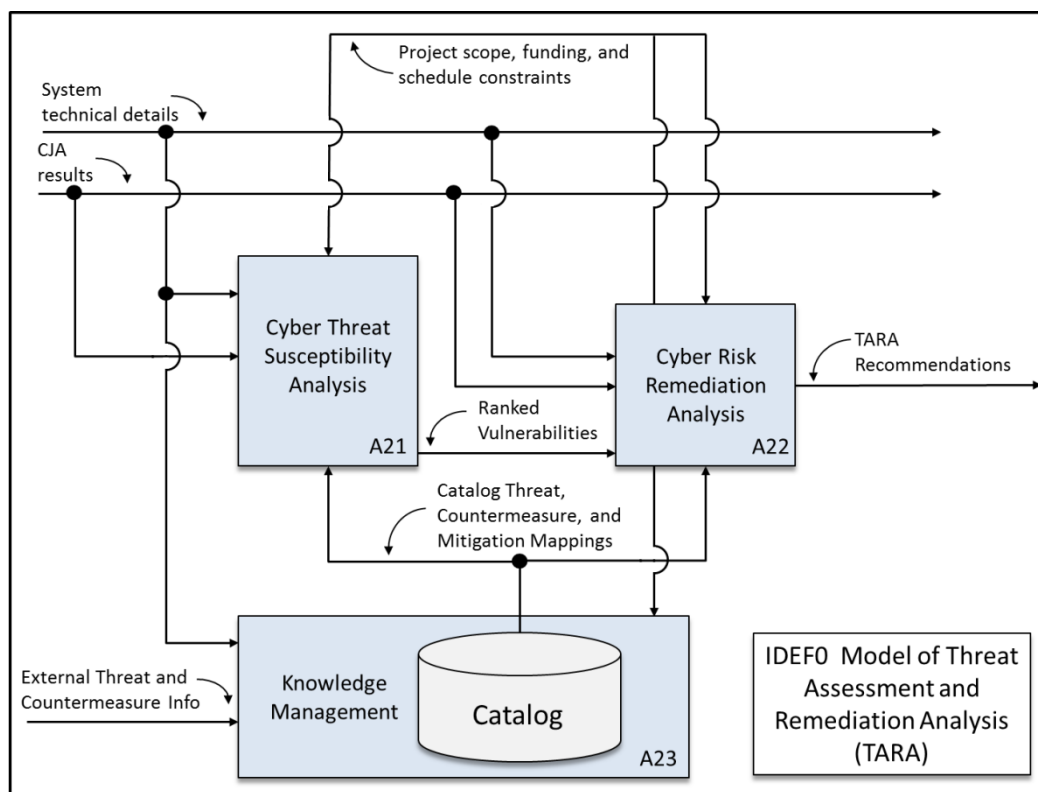 Project scope, funding, and
schedule constraints
System
technical details
CJA
results
Cyber Threat
Susceptibility
Analysis
A21
Cyber Risk
Remediation
Analysis
A22
TARA
Recommendations
Ranked
Vulnerabilities
Catalog Threat,
Countermeasure, and
Mitigation Mappings
External Threat and
Countermeasure Info
Knowledge
Management
Catalog
A23
IDEF0 Model of Threat
Assessment and
Remediation Analysis
(TARA)